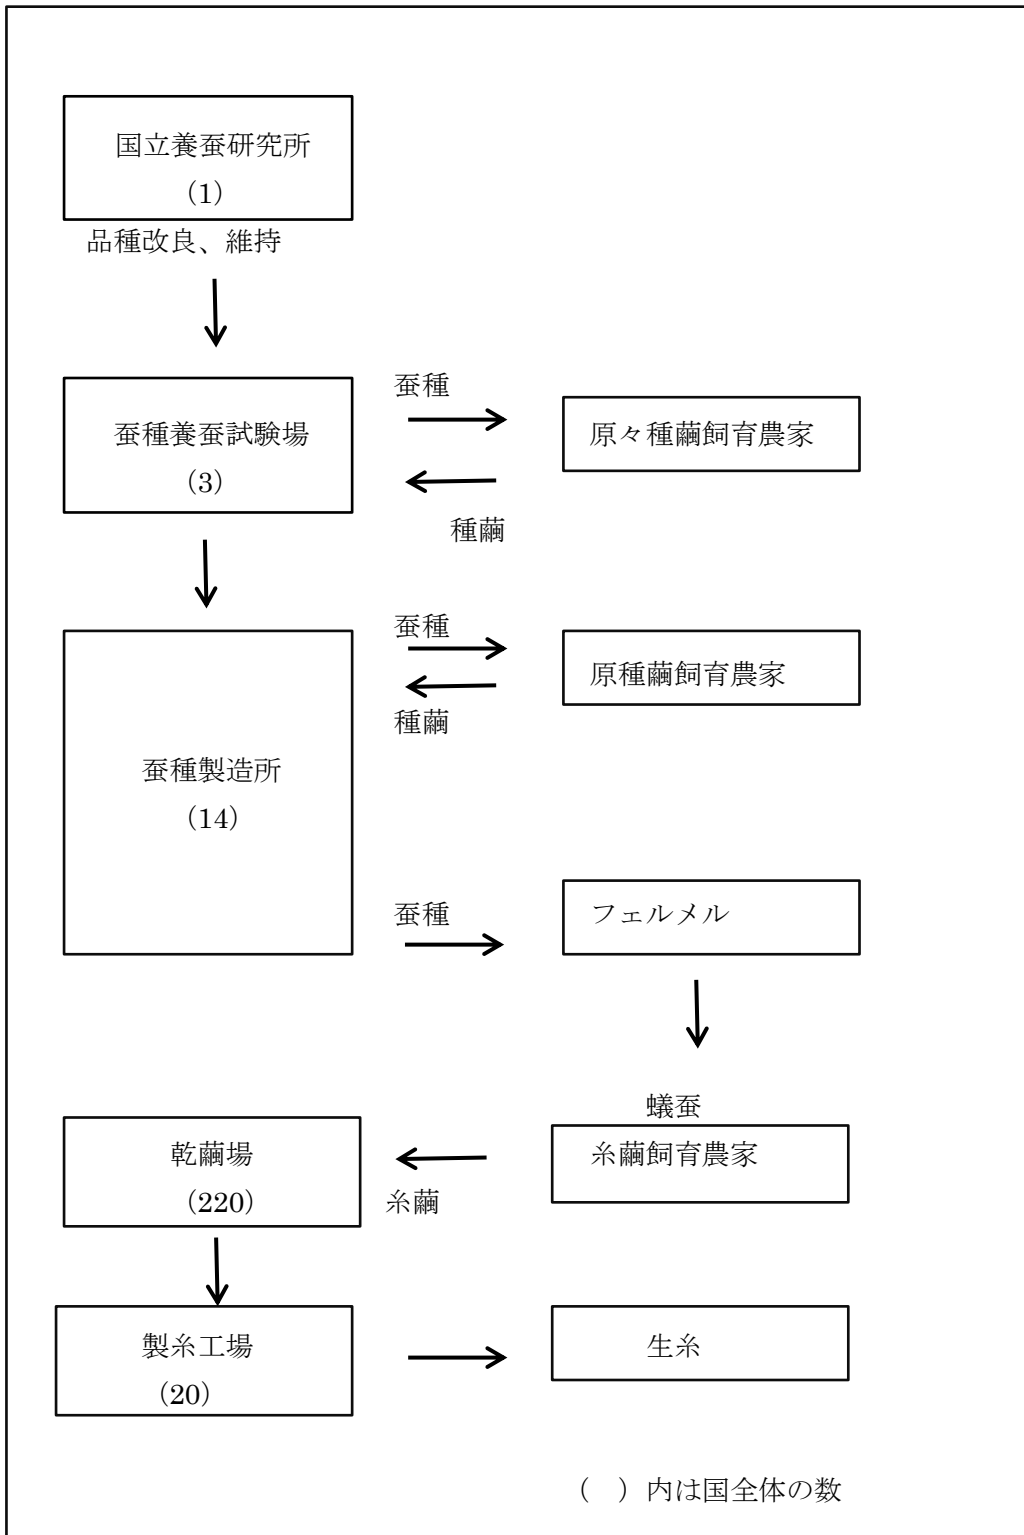 国立養蚕研究所
（1）
品種改良、維持
蚕種養蚕試験場
（3）
蚕種
原々種繭飼育農家
種繭
蚕種製造所
（14）
蚕種
原種繭飼育農家
種繭
蚕種
フェルメル
蟻蚕
糸繭飼育農家
乾繭場
（220）
糸繭
製糸工場
（20）
生糸
（　）内は国全体の数